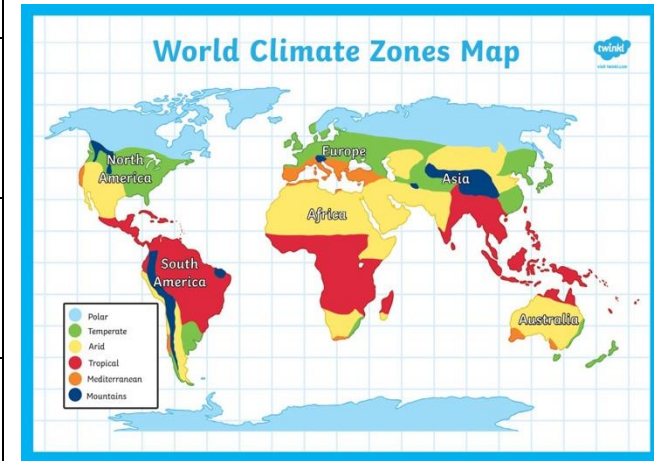 World Climate Zones Map
twinkl
North
America
Europe
Asia
Africa
South
America
Australia
Polar
Temperate
Arid
Tropical
Mediterranean
Mountains